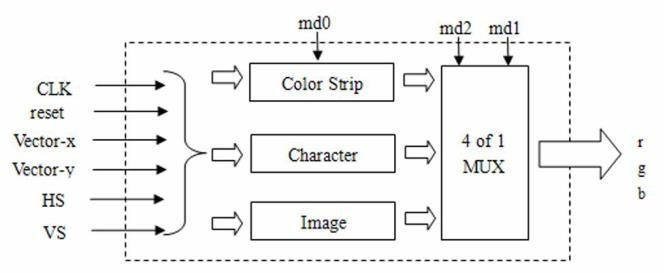 md0
md2 md1
CLK
reset
Vector-x
Vector-y
HS
VS
Color Strip
Character
Image
4 of 1
MUX
r
g
b